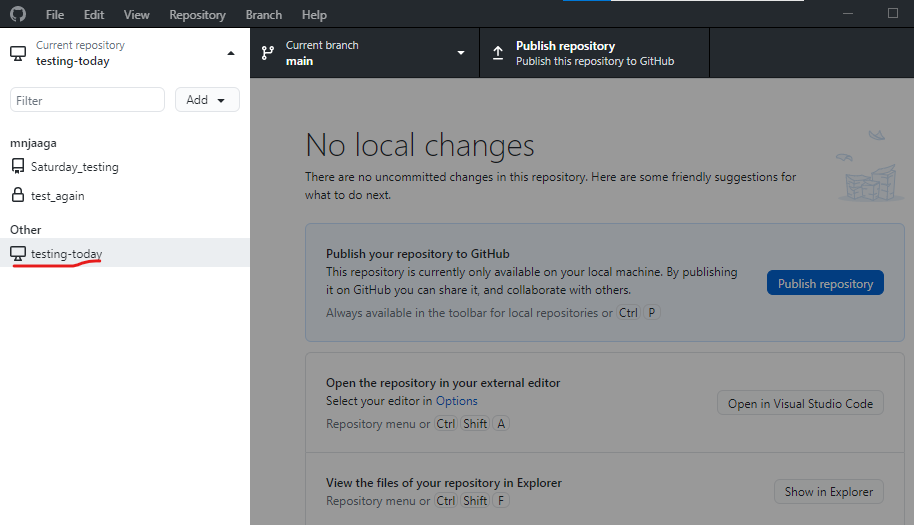 File Edit View Repository Branch Help
Current repository
testing-today
Current branch
main
Publish repository
Publish this repository to GitHub
Filter
Add
mnjaaga
Saturday_testing
test_again
Other
testing-today
No local changes
There are no uncommitted changes in this repository. Here are some friendly suggestions for
what to do next.
Publish your repository to GitHub
This repository is currently only available on your local machine. By publishing
it on GitHub you can share it, and collaborate with others.
Always available in the toolbar for local repositories or Ctrl P
Publish repository
Open the repository in your external editor
Select your editor in Options
Repository menu or Ctrl Shift A
Open in Visual Studio Code
View the files of your repository in Explorer
Repository menu or Ctrl Shift F
Show in Explorer